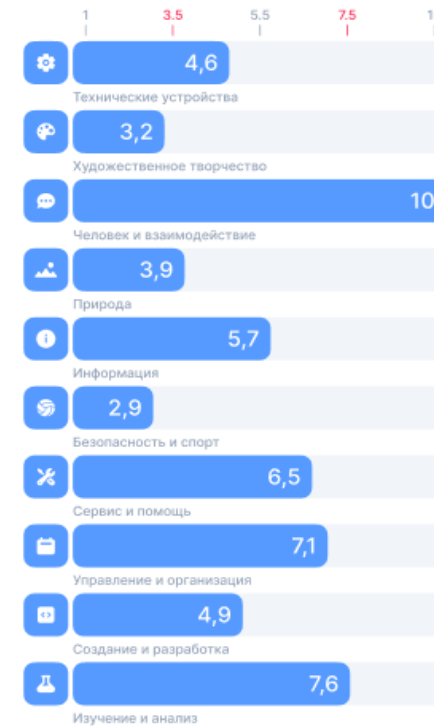 1 3.5 5.5 7.5
4,6
Технические устройства
3,2
Художественное творчество
10
Человек и взаимодействие
3,9
Природа
5,7
Информация
2,9
Безопасность и спорт
6,5
Сервис и помощь
7,1
Управление и организация
4,9
Создание и разработка
7,6
Изучение и анализ